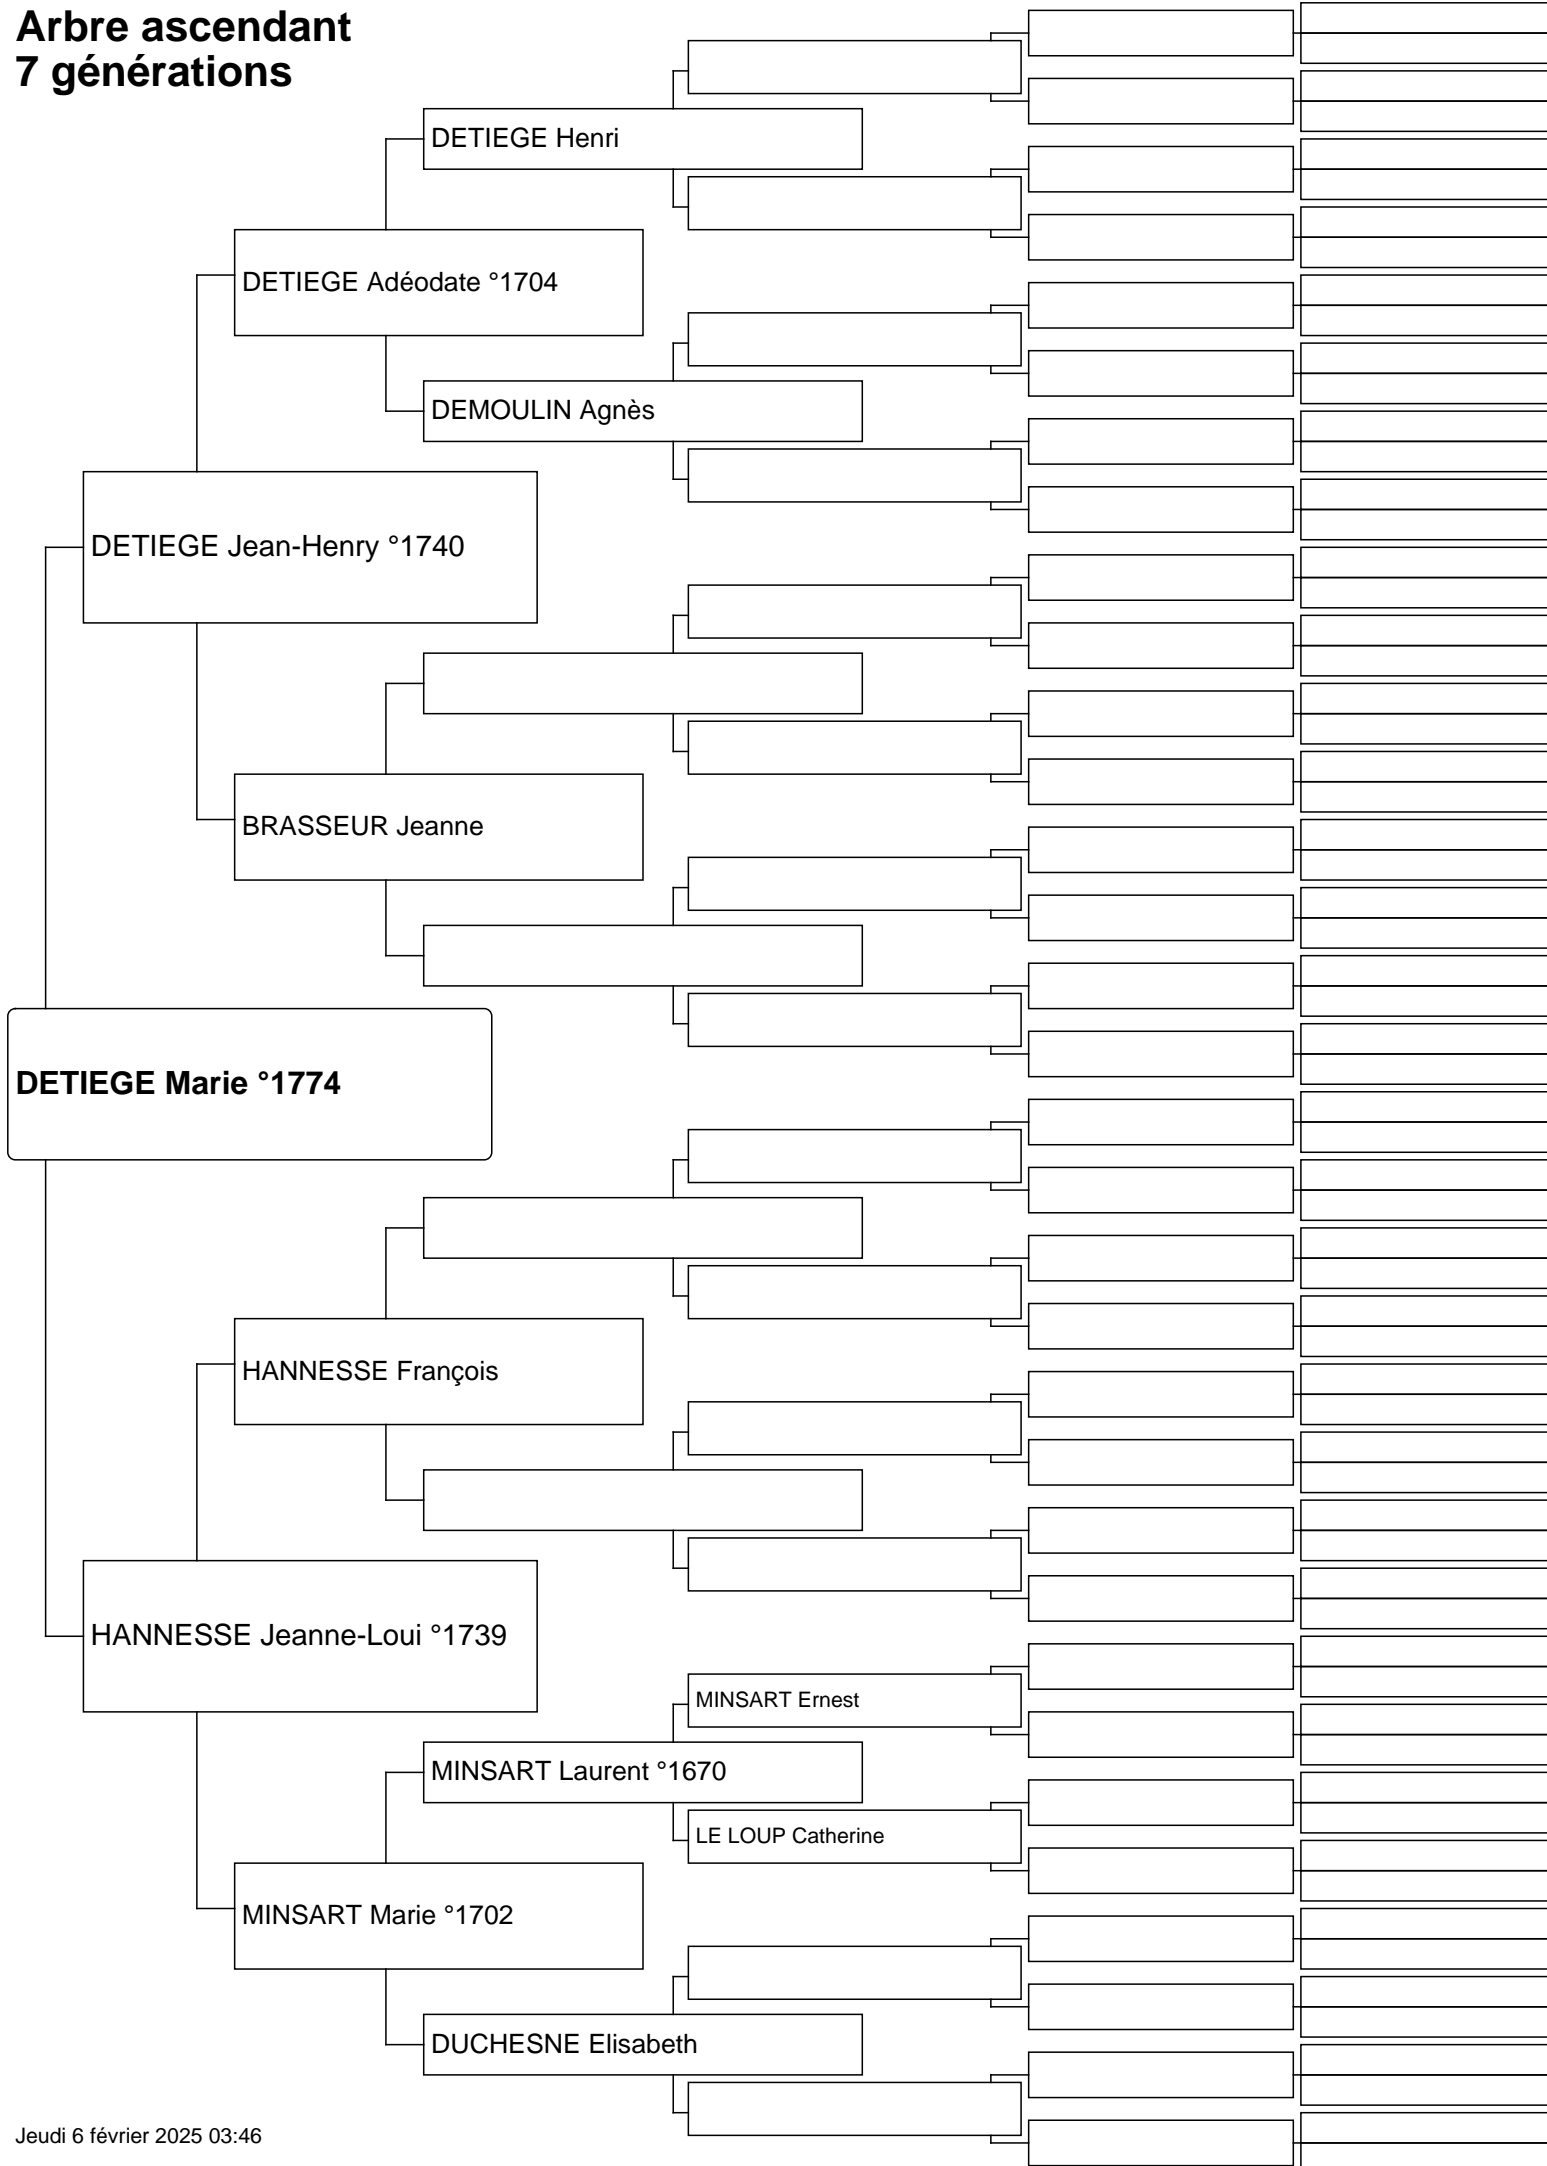 Arbre ascendant
7 générations
DETIEGE Henri
DETIEGE Adéodate °1704
DEMOULIN Agnès
DETIEGE Jean-Henry °1740
BRASSEUR Jeanne
DETIEGE Marie °1774
HANNESSE François
HANNESSE Jeanne-Loui °1739
MINSART Ernest
MINSART Laurent °1670
LE LOUP Catherine
MINSART Marie °1702
DUCHESNE Elisabeth
Jeudi 6 février 2025 03:46